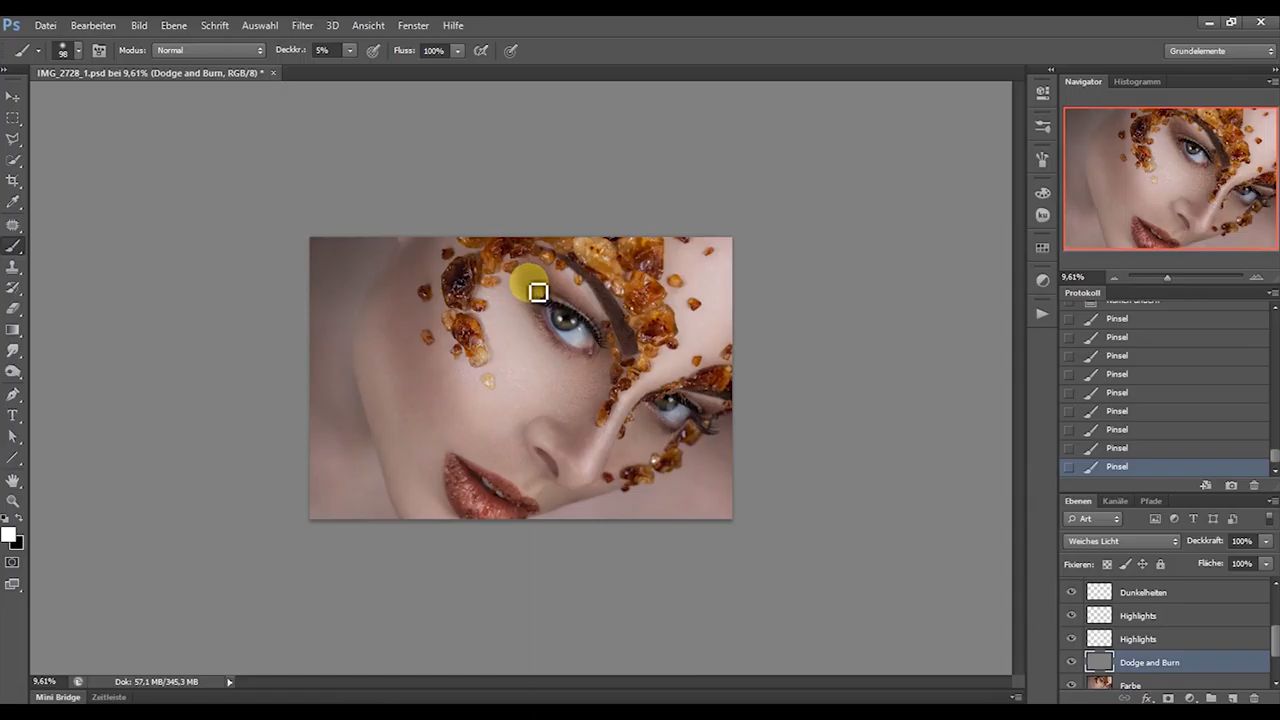 Ps Datei Bearbeiten Bild Ebene Schrift Auswahl Filter 3D Ansicht Fenster Hilfe
98 Modus: Normal Deckkr.: 5% Fluss: 100% Grundelemente
IMG_2728_1.psd bei 9,61% (Dodge and Burn, RGB/8) * ×
Navigator Histogramm
9,61%
Protokoll
Pinsel
Pinsel
Pinsel
Pinsel
Pinsel
Pinsel
Pinsel
Pinsel
Pinsel
Ebenen Kanäle Pfade
Art
Weiches Licht Deckkraft: 100%
Fixieren: Fläche: 100%
Dunkelheiten
Highlights
Highlights
Dodge and Burn
Farbe
9,61% Dok: 57,1 MB/345,3 MB
Mini Bridge Zeitleiste